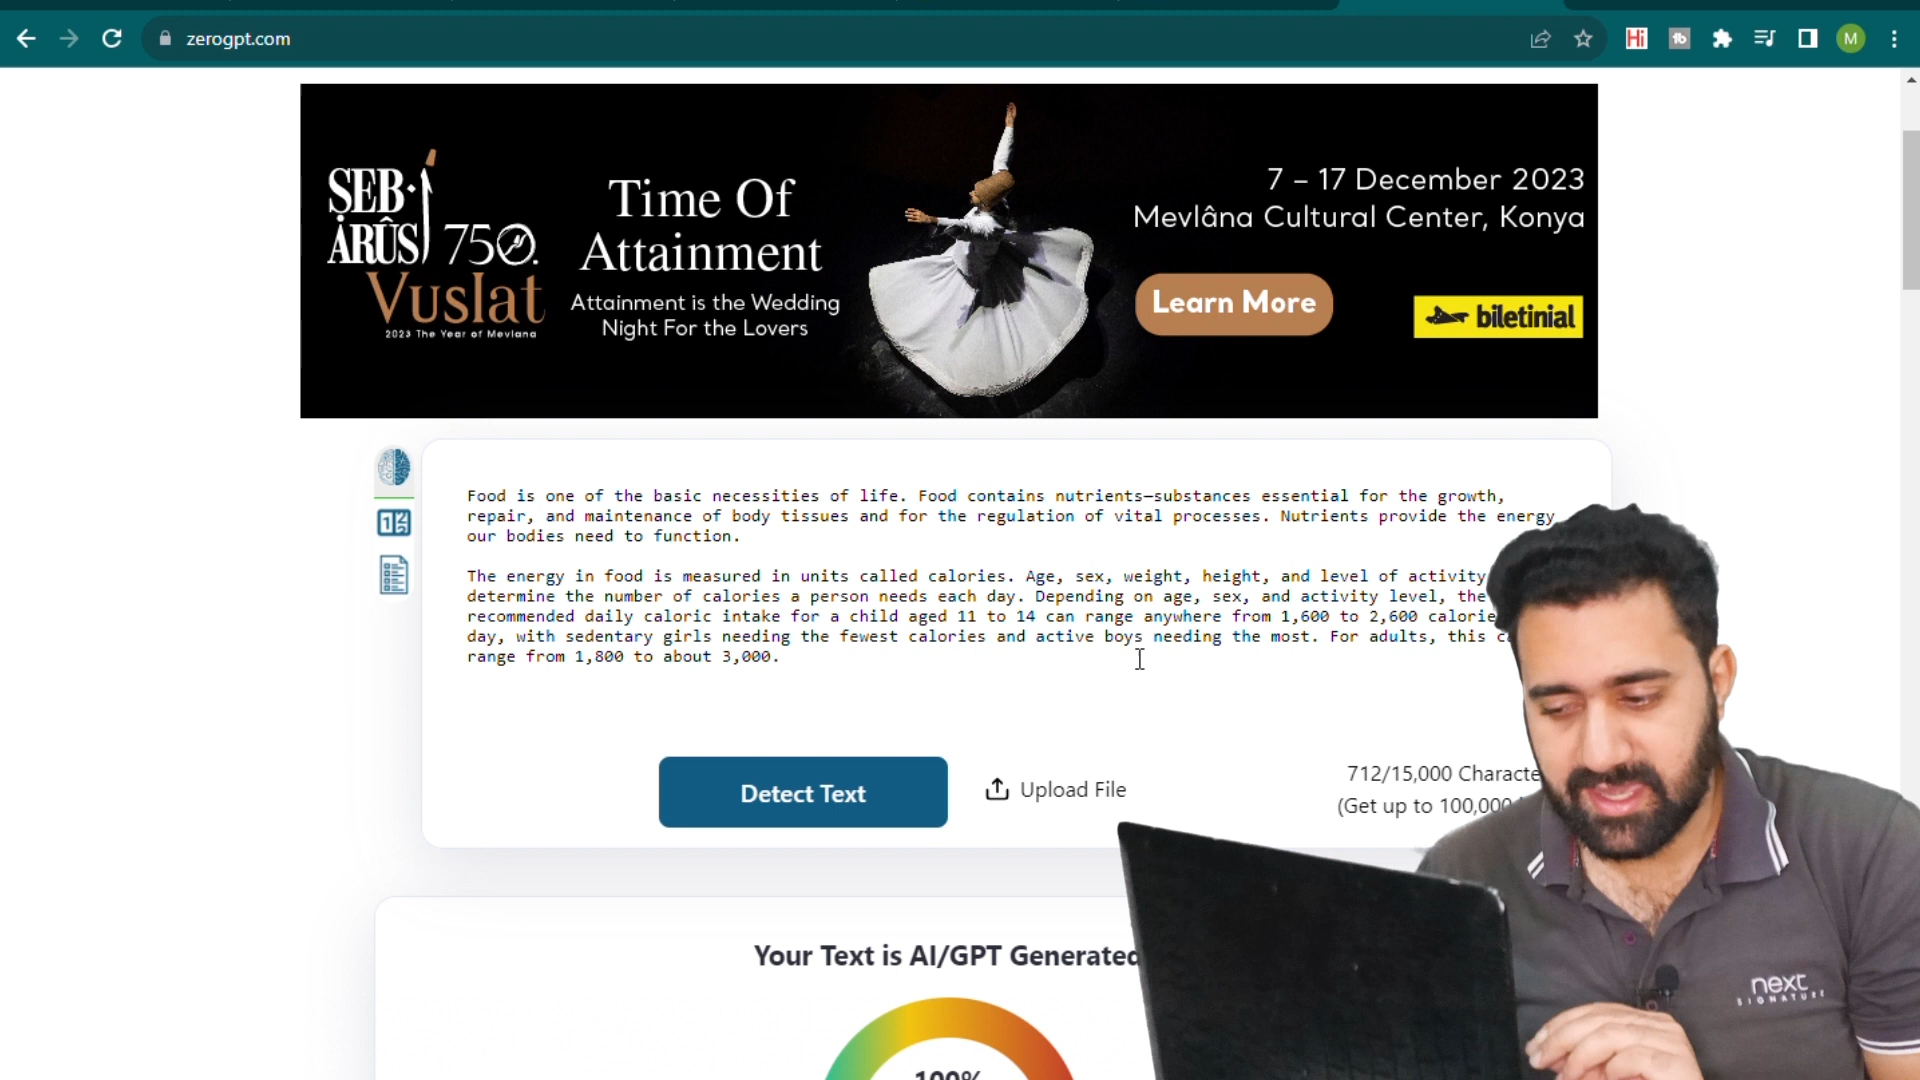 zerogpt.com
Hi
tb
M
ŞEB-İ
ARÛS
750.
Vuslat
2023 The Year of Mevlana
Time Of
Attainment
Attainment is the Wedding
Night For the Lovers
7 – 17 December 2023
Mevlâna Cultural Center, Konya
Learn More
biletinial
Food is one of the basic necessities of life. Food contains nutrients—substances essential for the growth,
repair, and maintenance of body tissues and for the regulation of vital processes. Nutrients provide the energy
our bodies need to function.
The energy in food is measured in units called calories. Age, sex, weight, height, and level of activity
determine the number of calories a person needs each day. Depending on age, sex, and activity level, the
recommended daily caloric intake for a child aged 11 to 14 can range anywhere from 1,600 to 2,600 calorie
day, with sedentary girls needing the fewest calories and active boys needing the most. For adults, this
range from 1,800 to about 3,000.
Detect Text
Upload File
712/15,000 Characte
(Get up to 100,000
Your Text is AI/GPT Generated
100%
next
SIGNATURE